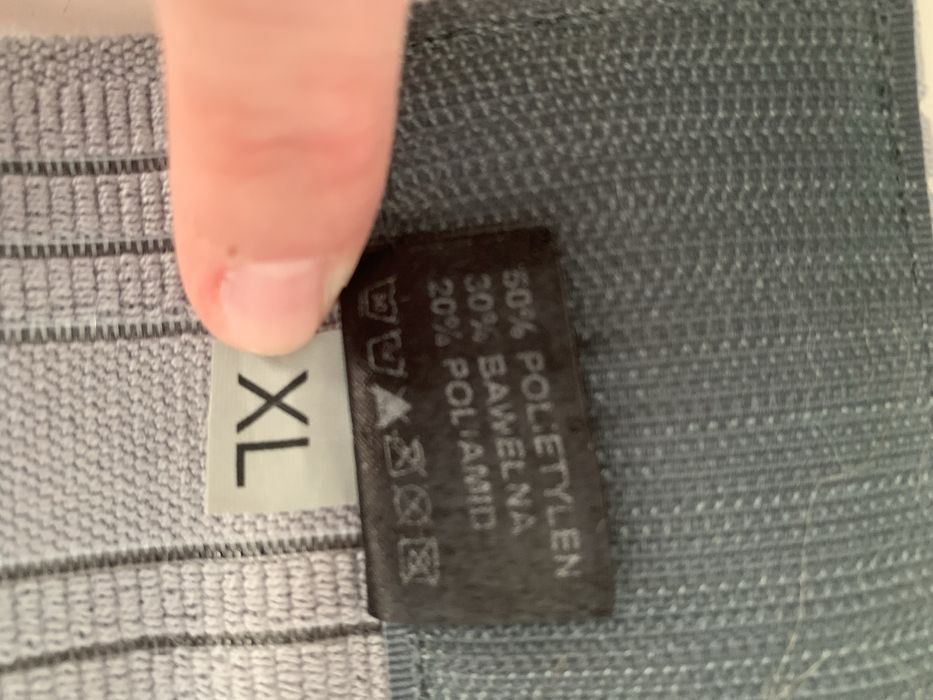 XL
50% POLIETYLEN
30% BAWEŁNA
20% POLIAMID